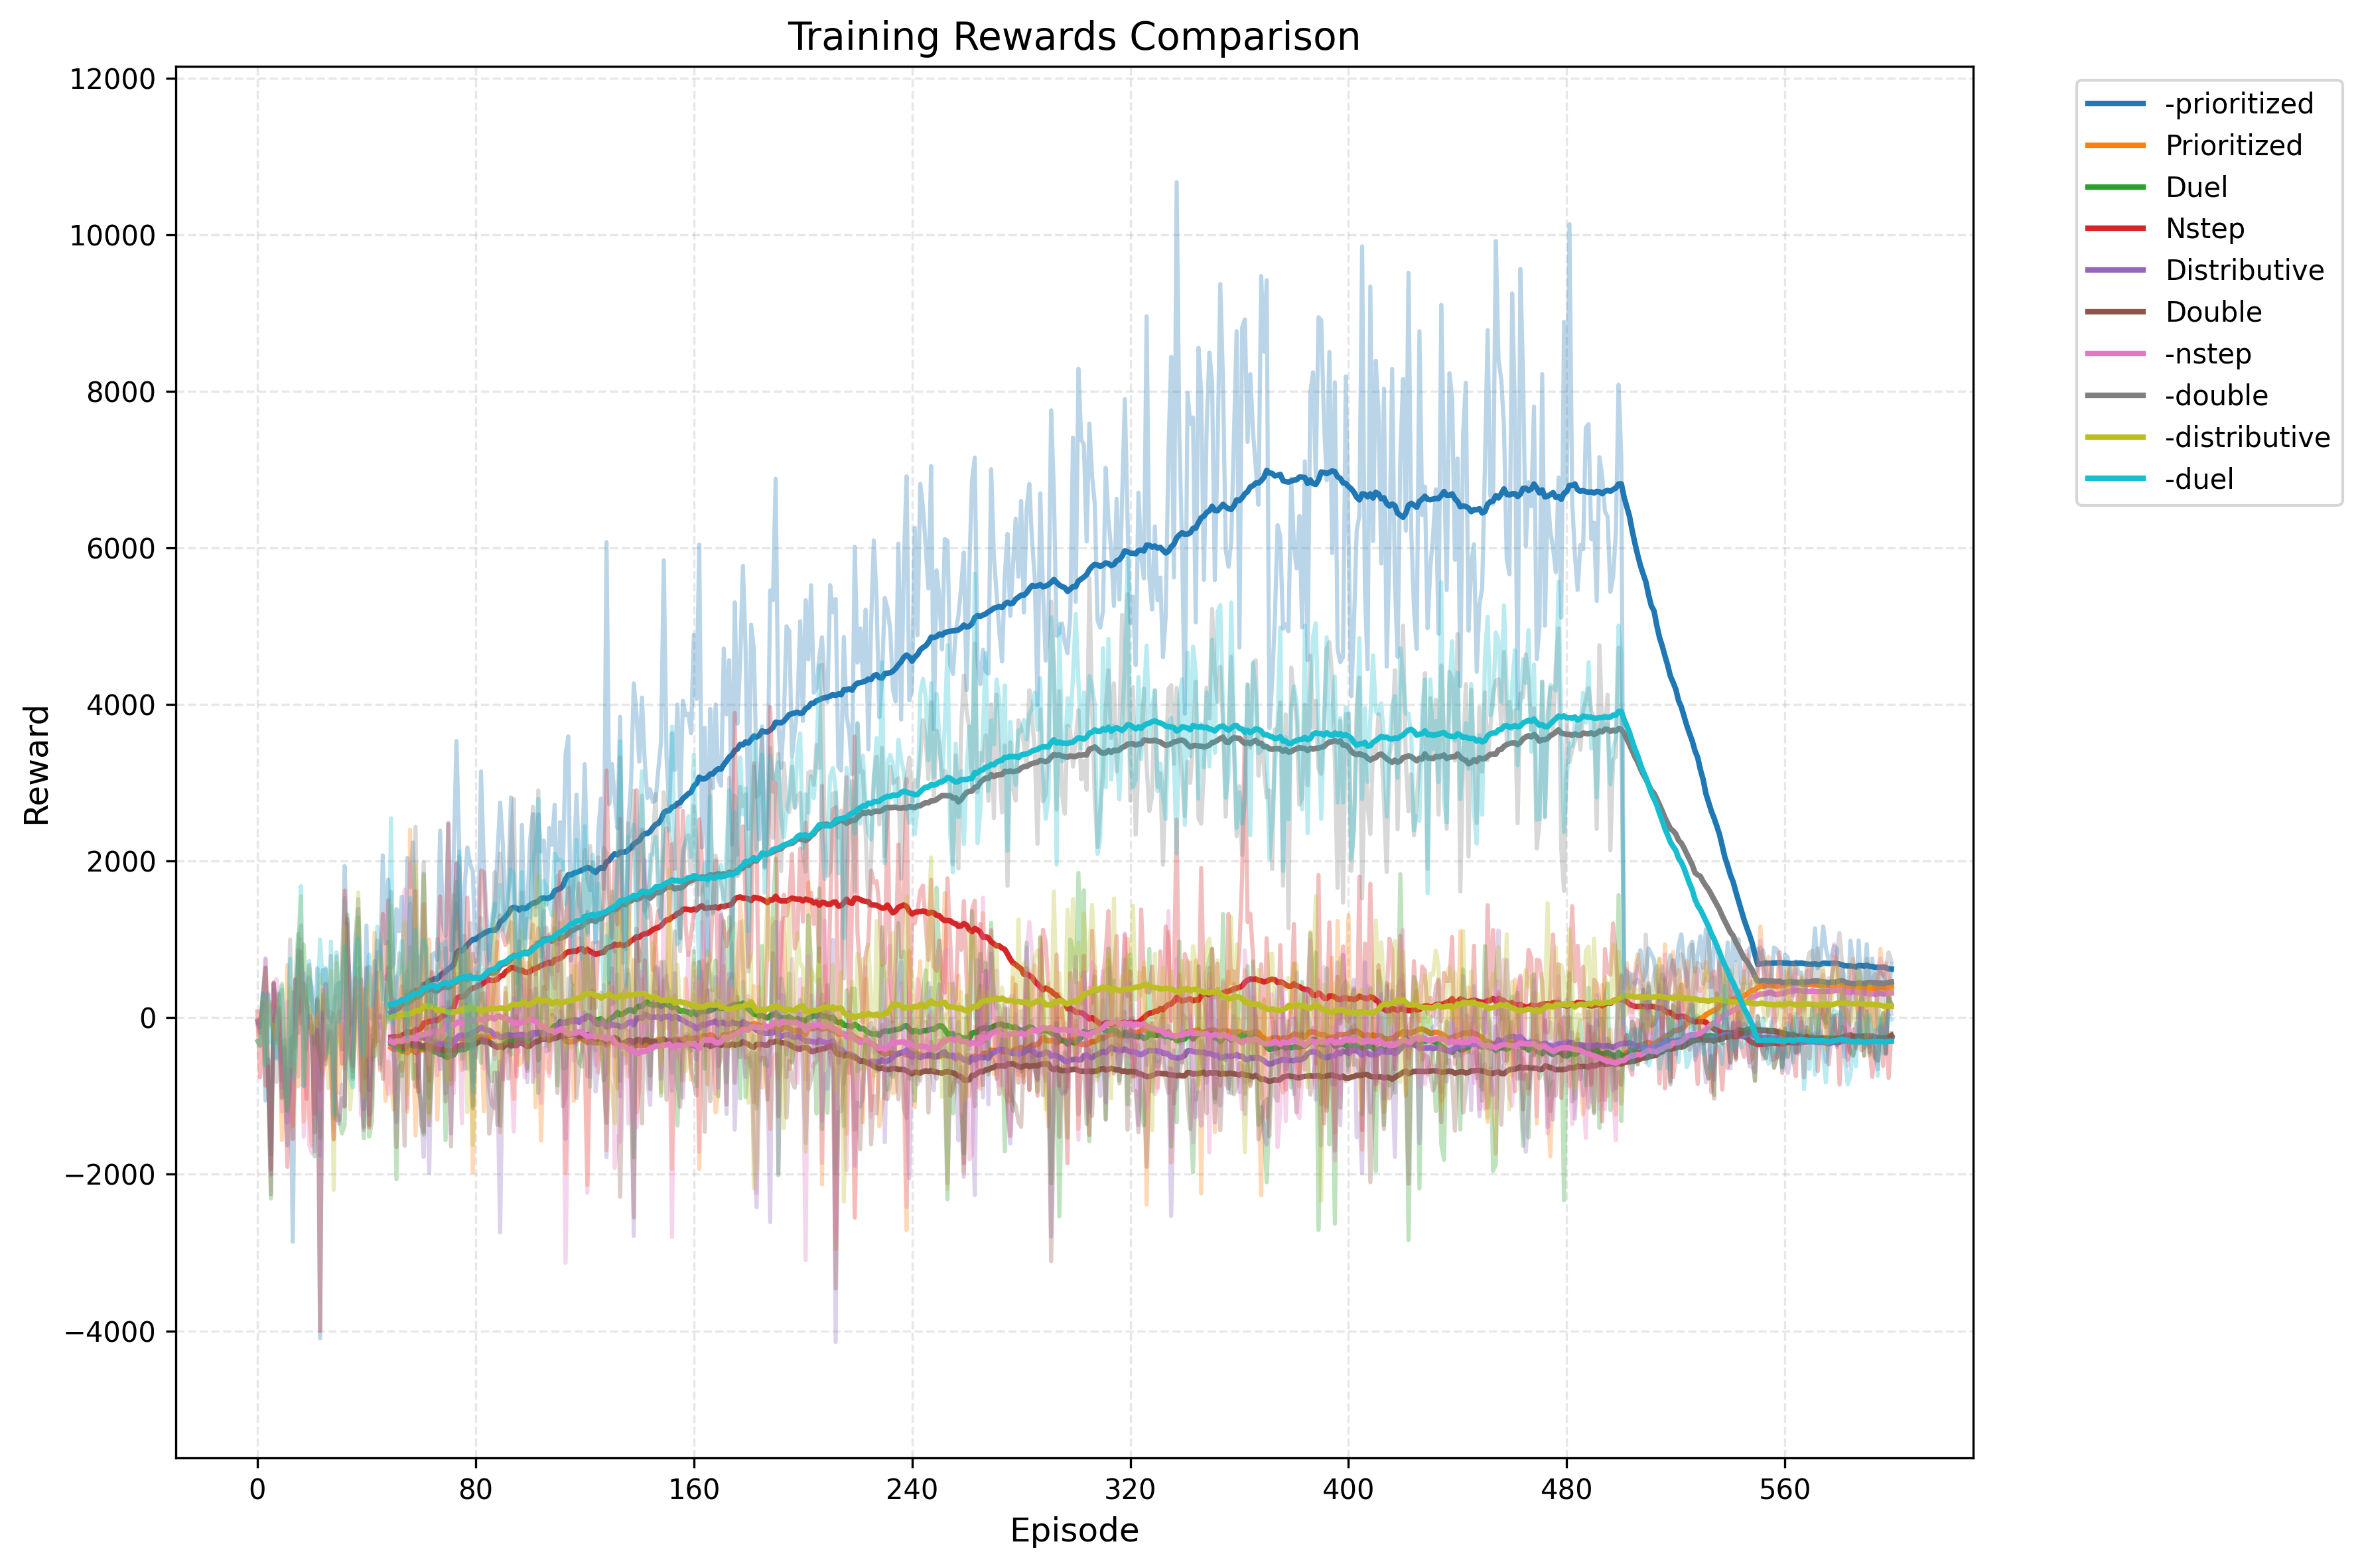 Training Rewards Comparison
12000
10000
8000
6000
4000
2000
0
−2000
−4000
Reward
0 80 160 240 320 400 480 560
Episode
-prioritized
Prioritized
Duel
Nstep
Distributive
Double
-nstep
-double
-distributive
-duel